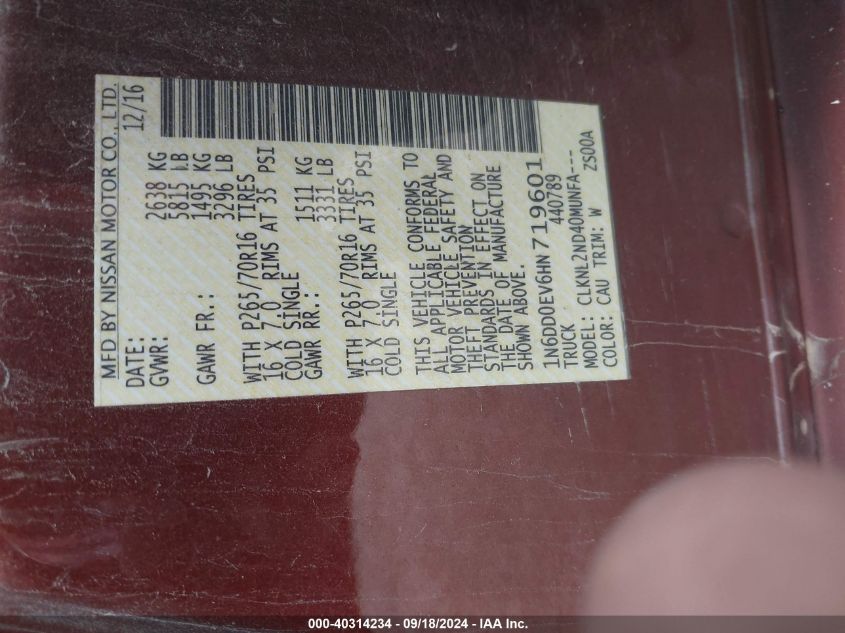 MFD BY NISSAN MOTOR CO., LTD.
DATE: 12/16
GVWR: 2638 KG
5815 LB
GAWR FR.: 1495 KG
3296 LB
WITH P265/70R16 TIRES
16 X 7.0 RIMS AT 35 PSI
COLD SINGLE
GAWR RR.: 1511 KG
3331 LB
WITH P265/70R16 TIRES
16 X 7.0 RIMS AT 35 PSI
COLD SINGLE
THIS VEHICLE CONFORMS TO
ALL APPLICABLE FEDERAL
MOTOR VEHICLE SAFETY AND
THEFT PREVENTION
STANDARDS IN EFFECT ON
THE DATE OF MANUFACTURE
SHOWN ABOVE.
1N6DD0EV6HN719601
TRUCK 440789
MODEL: CLKNL2ND40MUNFA---
COLOR: CAU TRIM: W ZS00A
000-40314234 - 09/18/2024 - IAA Inc.